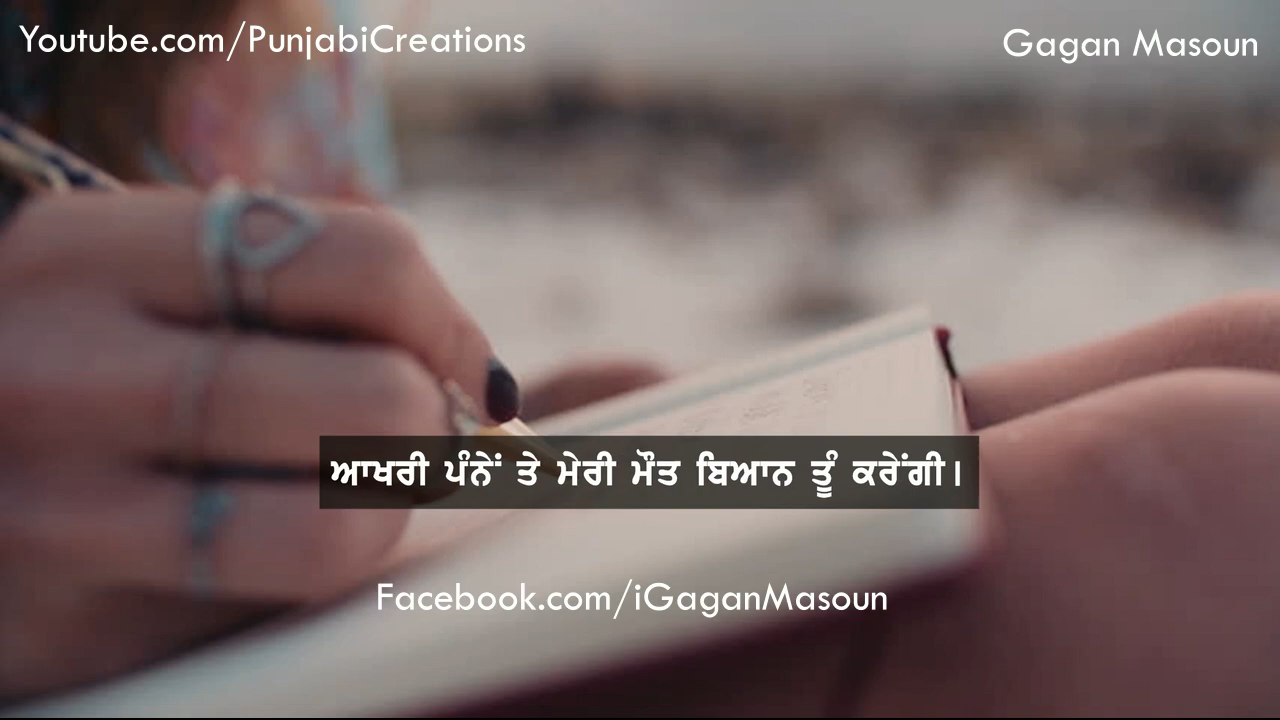 Youtube.com/PunjabiCreations
Gagan Masoun
ਆਖਰੀ ਪੰਨੇਂ ਤੇ ਮੇਰੀ ਮੌਤ ਬਿਆਨ ਤੂੰ ਕਰੇਂਗੀ।
Facebook.com/iGaganMasoun